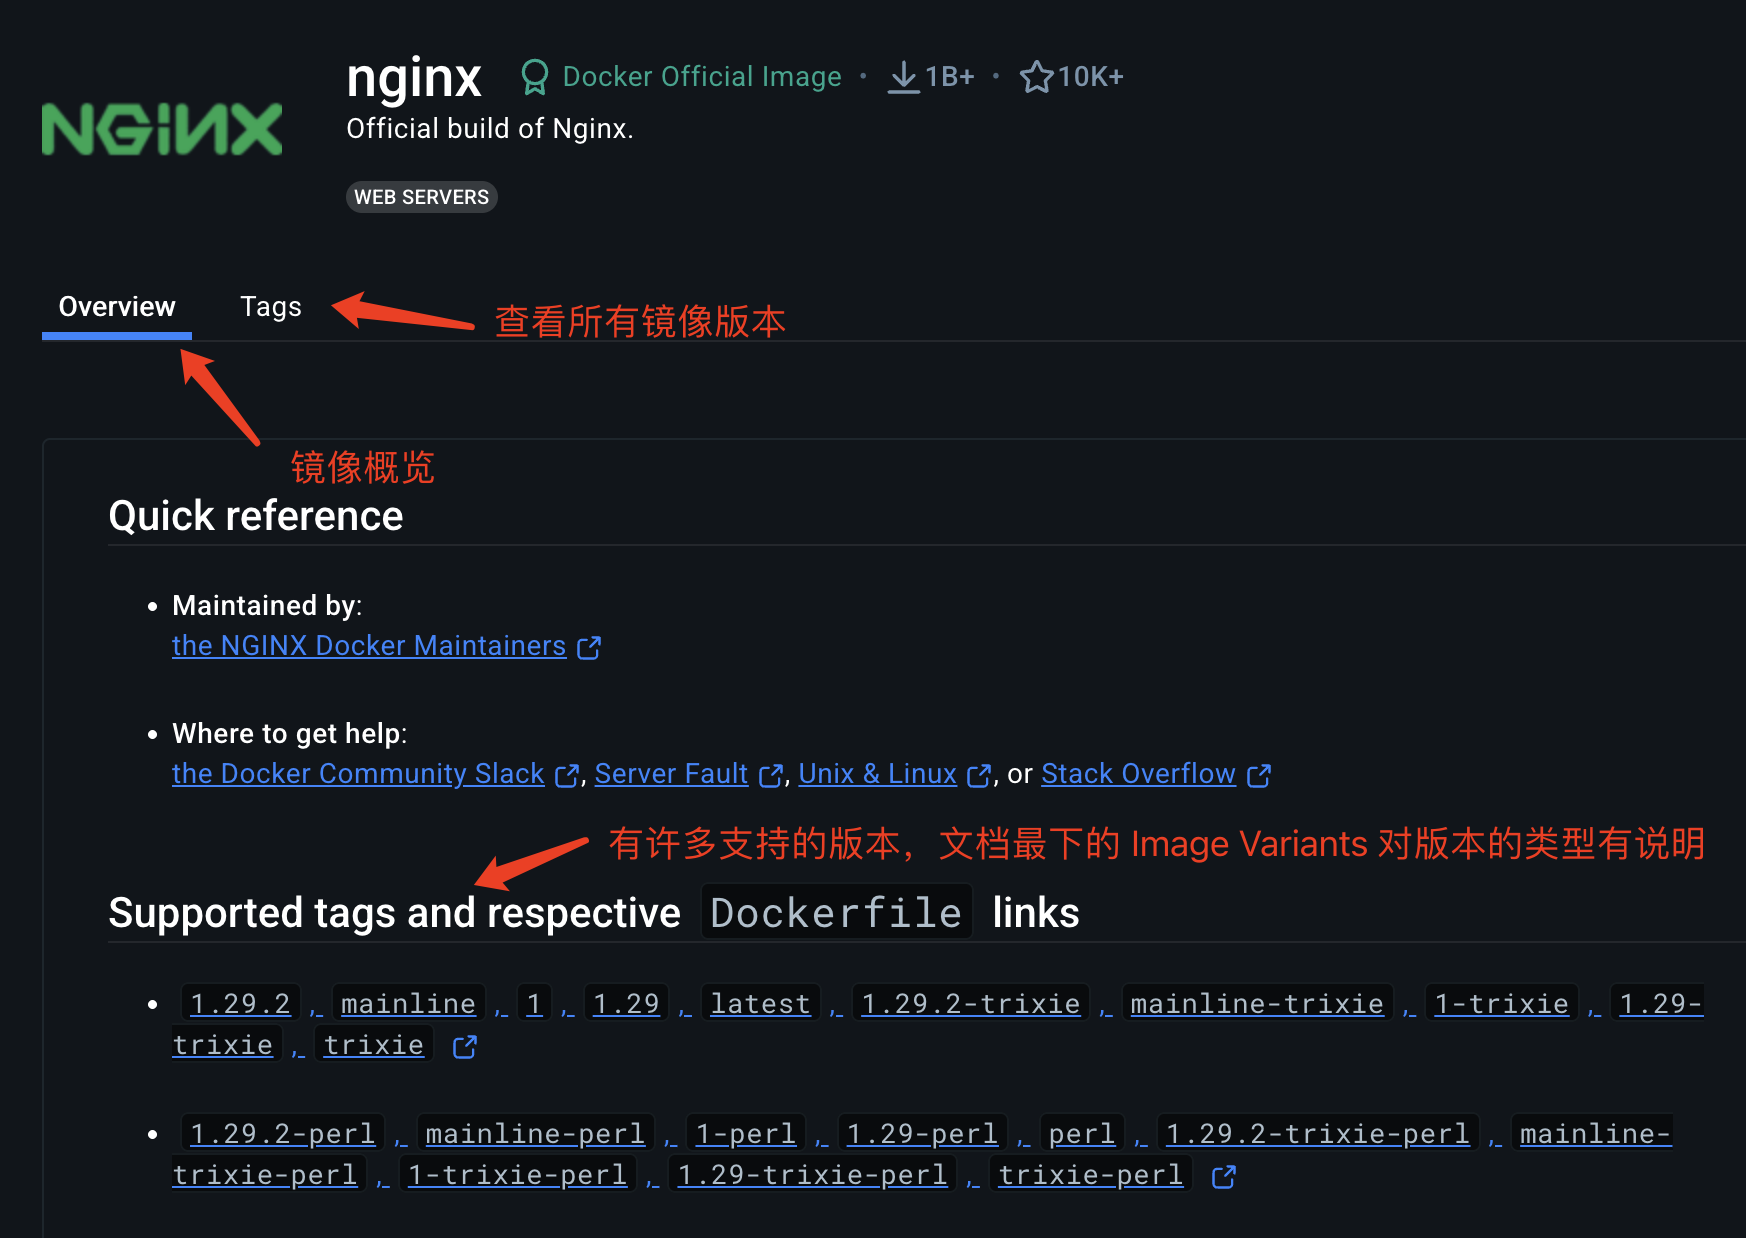 NGINX
nginx Docker Official Image • 1B+ • 10K+
Official build of Nginx.
WEB SERVERS
Overview Tags 查看所有镜像版本
镜像概览
Quick reference
• Maintained by:
the NGINX Docker Maintainers
• Where to get help:
the Docker Community Slack, Server Fault, Unix & Linux, or Stack Overflow
有许多支持的版本，文档最下的 Image Variants 对版本的类型有说明
Supported tags and respective Dockerfile links
• 1.29.2, mainline, 1, 1.29, latest, 1.29.2-trixie, mainline-trixie, 1-trixie, 1.29-
trixie, trixie
• 1.29.2-perl, mainline-perl, 1-perl, 1.29-perl, perl, 1.29.2-trixie-perl, mainline-
trixie-perl, 1-trixie-perl, 1.29-trixie-perl, trixie-perl